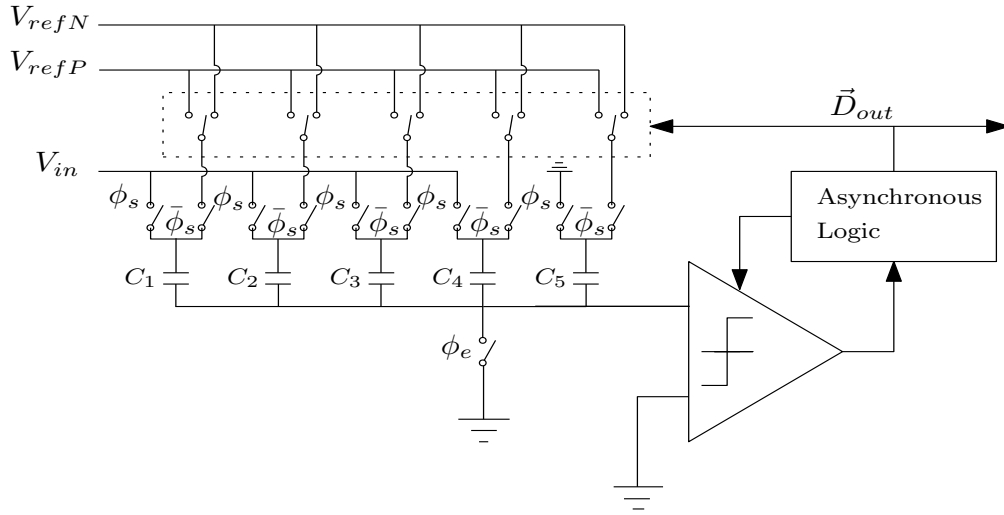 V_refN
V_refP
D⃗_out
V_in
Asynchronous
Logic
ϕ_s ϕ̄_s ϕ_s ϕ̄_s ϕ_s ϕ̄_s ϕ_s ϕ̄_s ϕ_s ϕ̄_s
C_1 C_2 C_3 C_4 C_5
ϕ_e